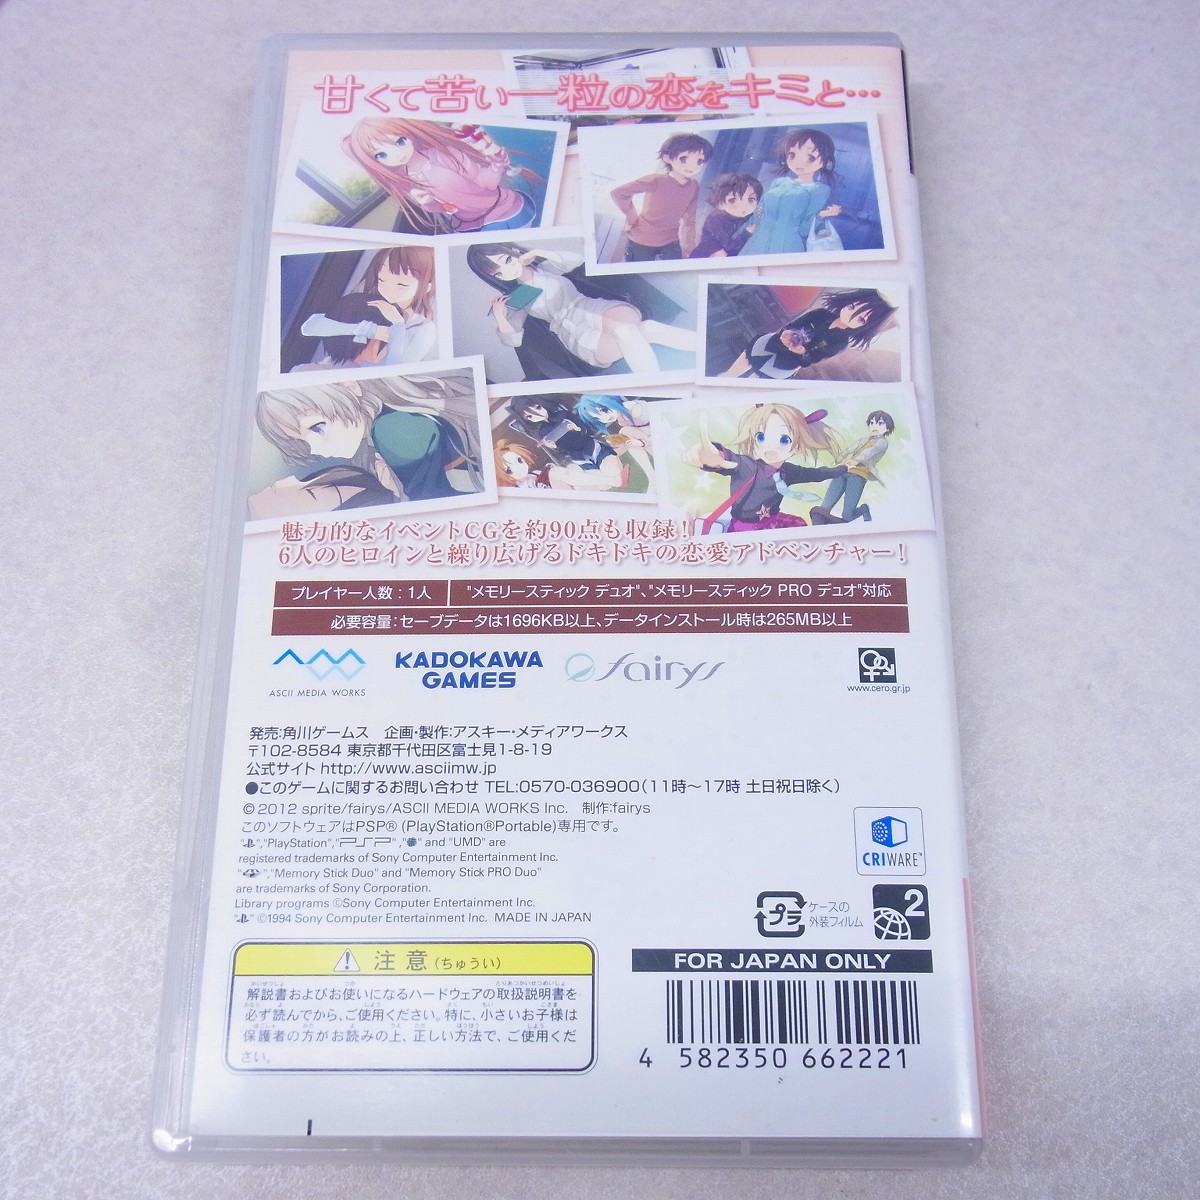 甘くて苦い一粒の恋をキミと…
魅力的なイベントCGを約90点も収録!
6人のヒロインと繰り広げるドキドキの恋愛アドベンチャー!
プレイヤー人数：1人
"メモリースティック デュオ"、"メモリースティック PRO デュオ"対応
必要容量：セーブデータは1696KB以上、データインストール時は265MB以上
ASCII MEDIA WORKS
KADOKAWA
GAMES
fairys
www.cero.gr.jp
発売:角川ゲームス 企画・製作:アスキー・メディアワークス
〒102-8584 東京都千代田区富士見1-8-19
公式サイト http://www.asciimw.jp
●このゲームに関するお問い合わせ TEL:0570-036900(11時～17時 土日祝日除く)
© 2012 sprite/fairys/ASCII MEDIA WORKS Inc. 制作:fairys
このソフトウェアはPSP® (PlayStation®Portable)専用です。
" ","PlayStation","PSP"," " and "UMD" are
registered trademarks of Sony Computer Entertainment Inc.
" ","Memory Stick Duo" and "Memory Stick PRO Duo"
are trademarks of Sony Corporation.
Library programs ©Sony Computer Entertainment Inc.
" " ©1994 Sony Computer Entertainment Inc. MADE IN JAPAN
CRIWARE™
プラ
ケースの
外装フィルム
2
注意(ちゅうい)
解説書およびお使いになるハードウェアの取扱説明書を
必ず読んでから、ご使用ください。特に、小さいお子様は
保護者の方がお読みの上、正しい方法で、ご使用くだ
さい。
FOR JAPAN ONLY
4 582350 662221